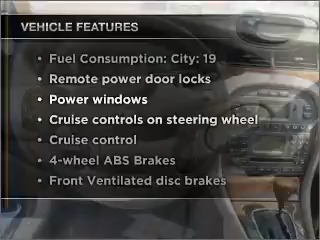 VEHICLE FEATURES
• Fuel Consumption: City: 19
• Remote power door locks
• Power windows
• Cruise controls on steering wheel
• Cruise control
• 4-wheel ABS Brakes
• Front Ventilated disc brakes